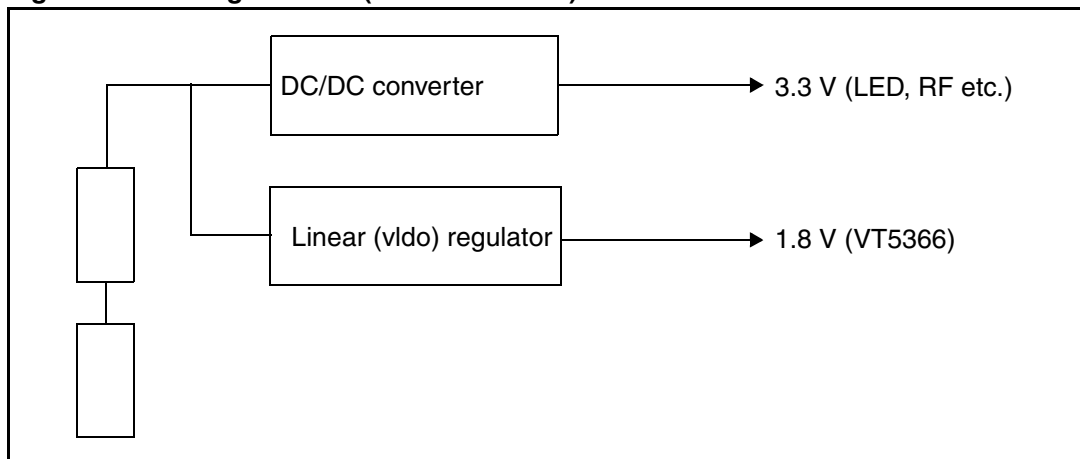 DC/DC converter
3.3 V (LED, RF etc.)
Linear (vldo) regulator
1.8 V (VT5366)